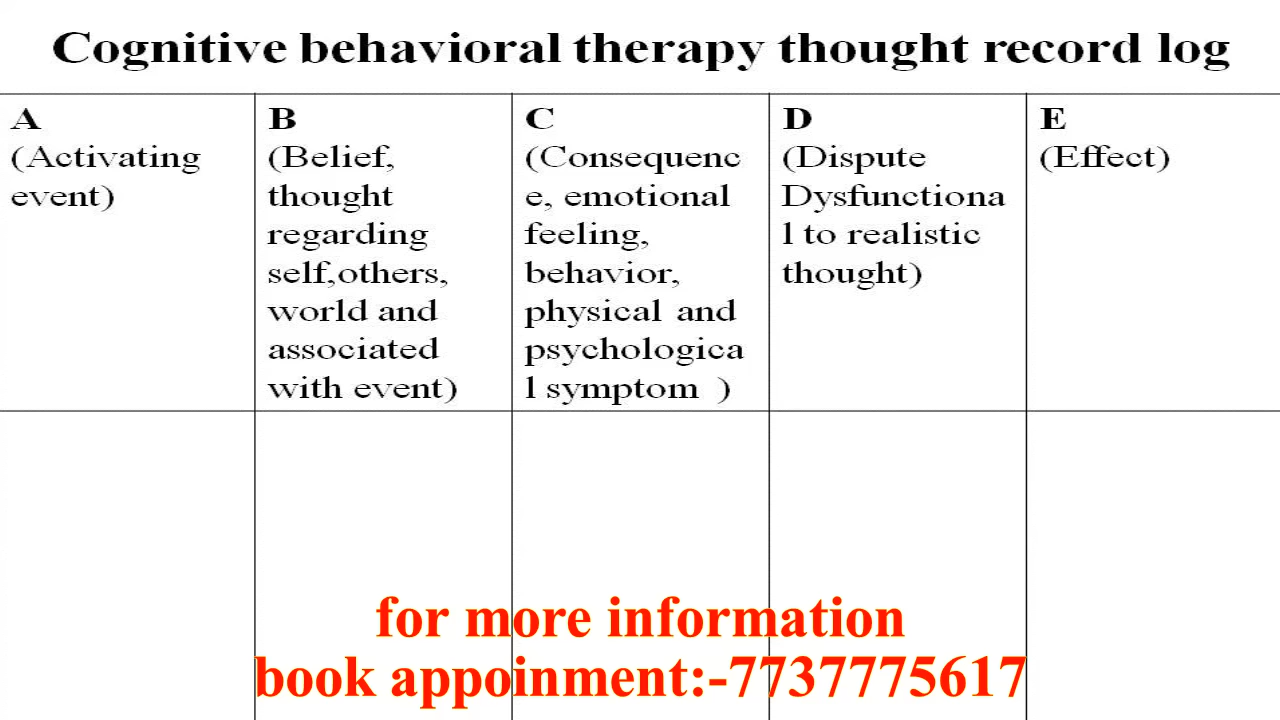 Cognitive behavioral therapy thought record log
A
(Activating
event)
B
(Belief,
thought
regarding
self,others,
world and
associated
with event)
C
(Consequenc
e, emotional
feeling,
behavior,
physical and
psychologica
l symptom )
D
(Dispute
Dysfunctiona
l to realistic
thought)
E
(Effect)
for more information
book appoinment:-7737775617